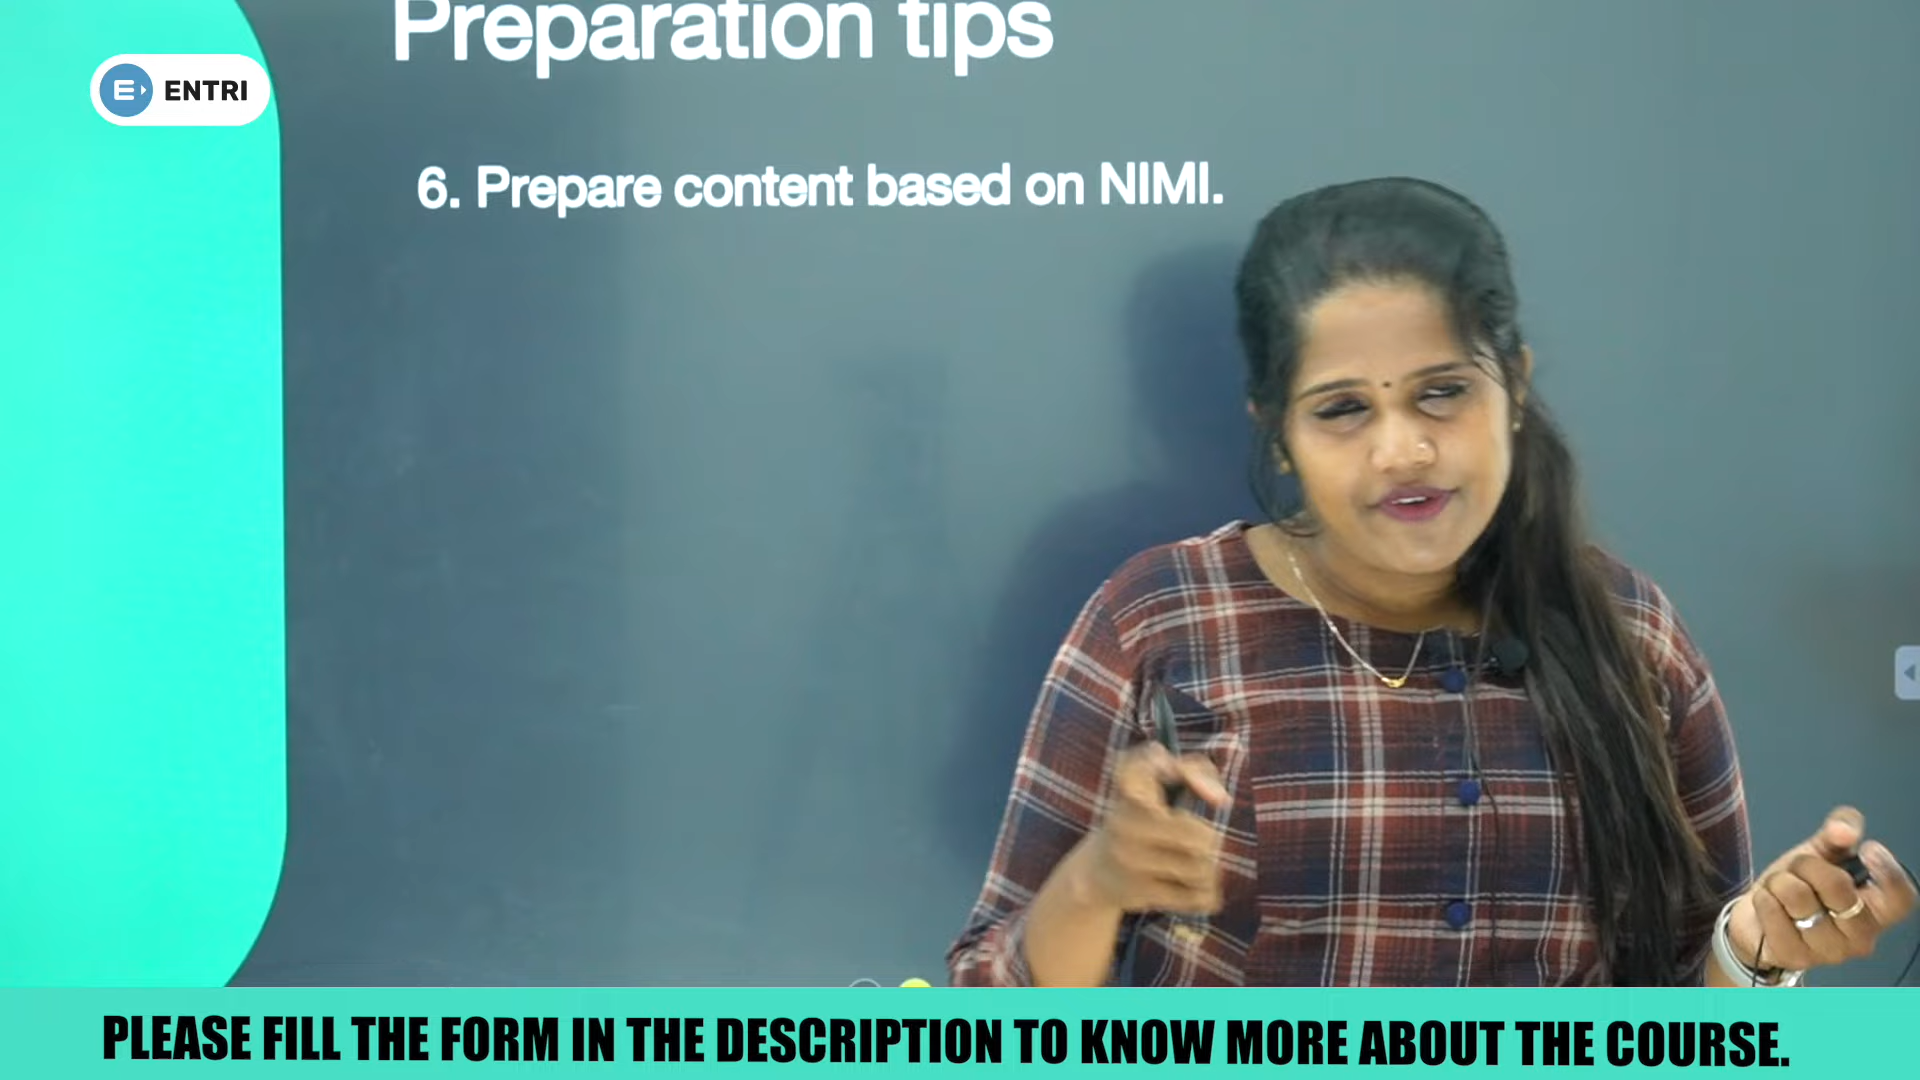 Preparation tips
ENTRI
6. Prepare content based on NIMI.
PLEASE FILL THE FORM IN THE DESCRIPTION TO KNOW MORE ABOUT THE COURSE.